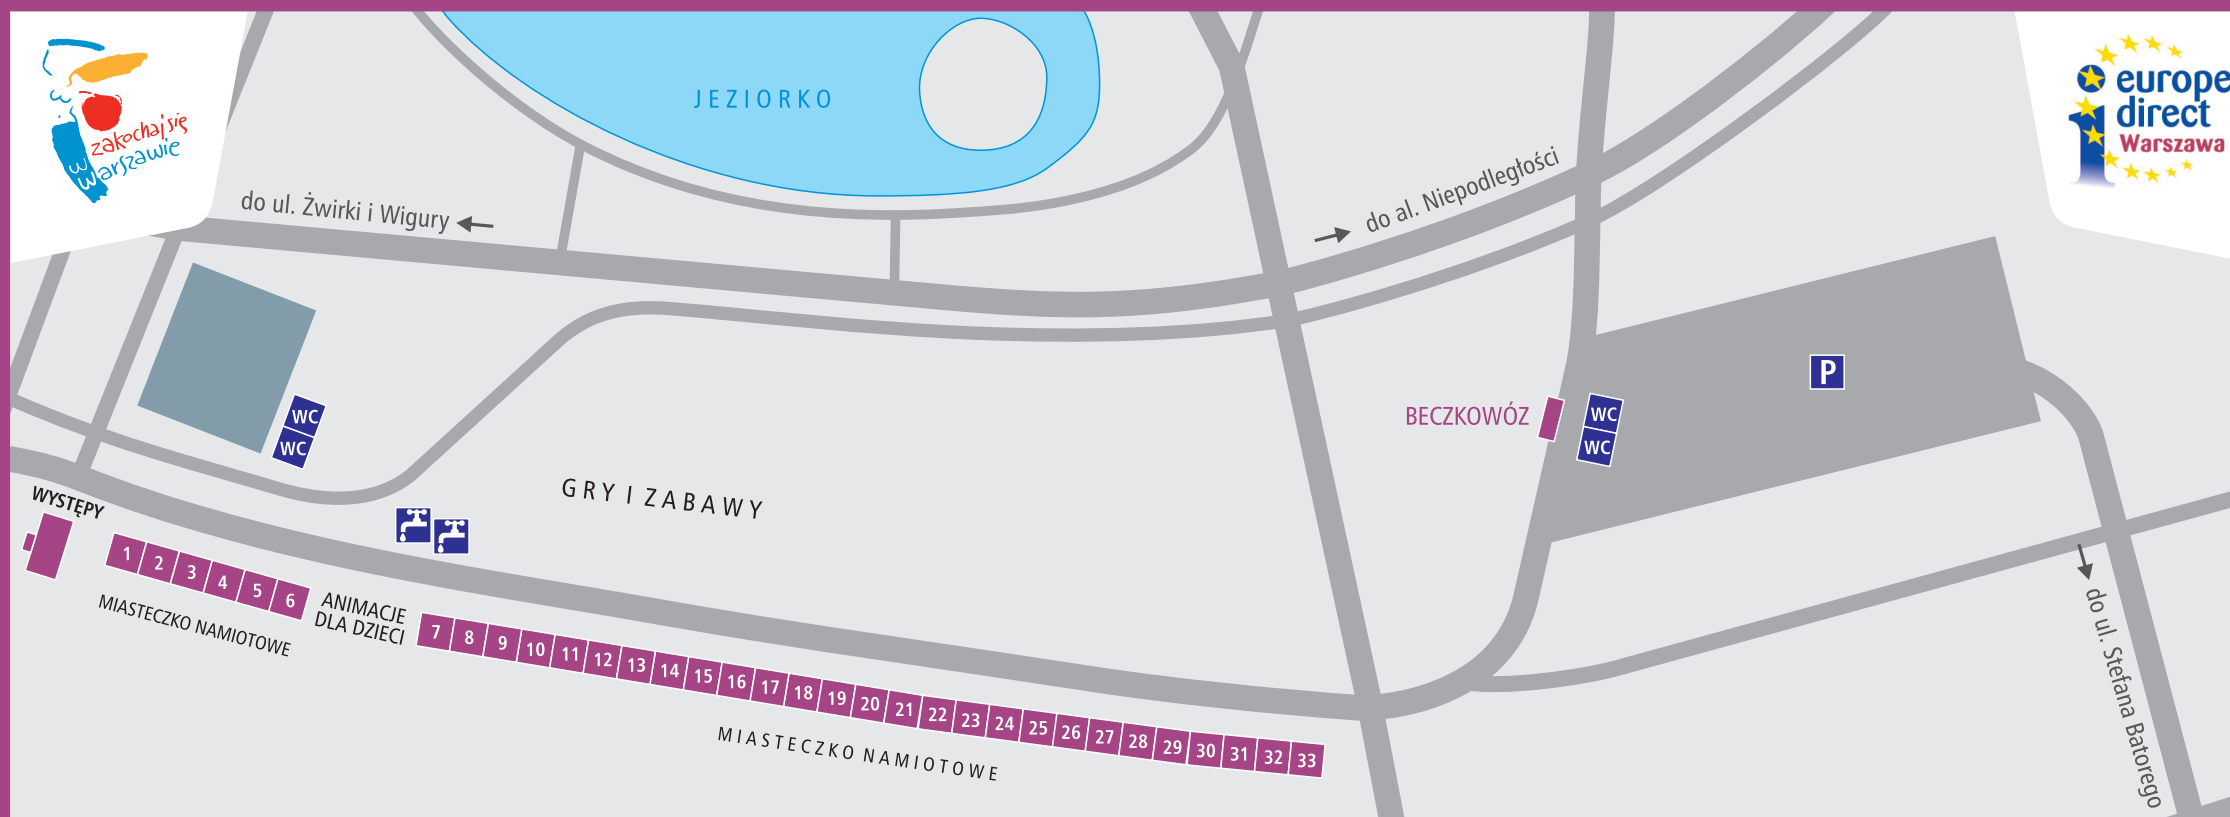 zakochaj się
w warszawie
JEZIORKO
europe
direct
Warszawa
do ul. Żwirki i Wigury
do al. Niepodległości
P
BECZKOWÓZ
WC
WC
WC
WC
GRY I ZABAWY
WYSTĘPY
1 2 3 4 5 6
MIASTECZKO NAMIOTOWE
ANIMACJE
DLA DZIECI
7 8 9 10 11 12 13 14 15 16 17 18 19 20 21 22 23 24 25 26 27 28 29 30 31 32 33
MIASTECZKO NAMIOTOWE
do ul. Stefana Batorego